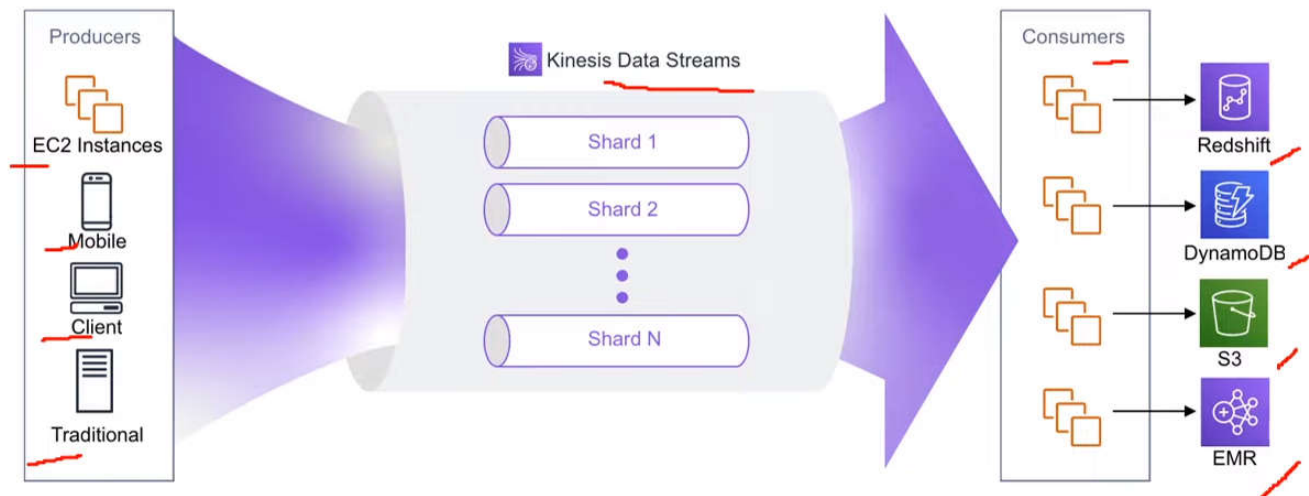 Producers
EC2 Instances
Mobile
Client
Traditional
Kinesis Data Streams
Shard 1
Shard 2
Shard N
Consumers
Redshift
DynamoDB
S3
EMR